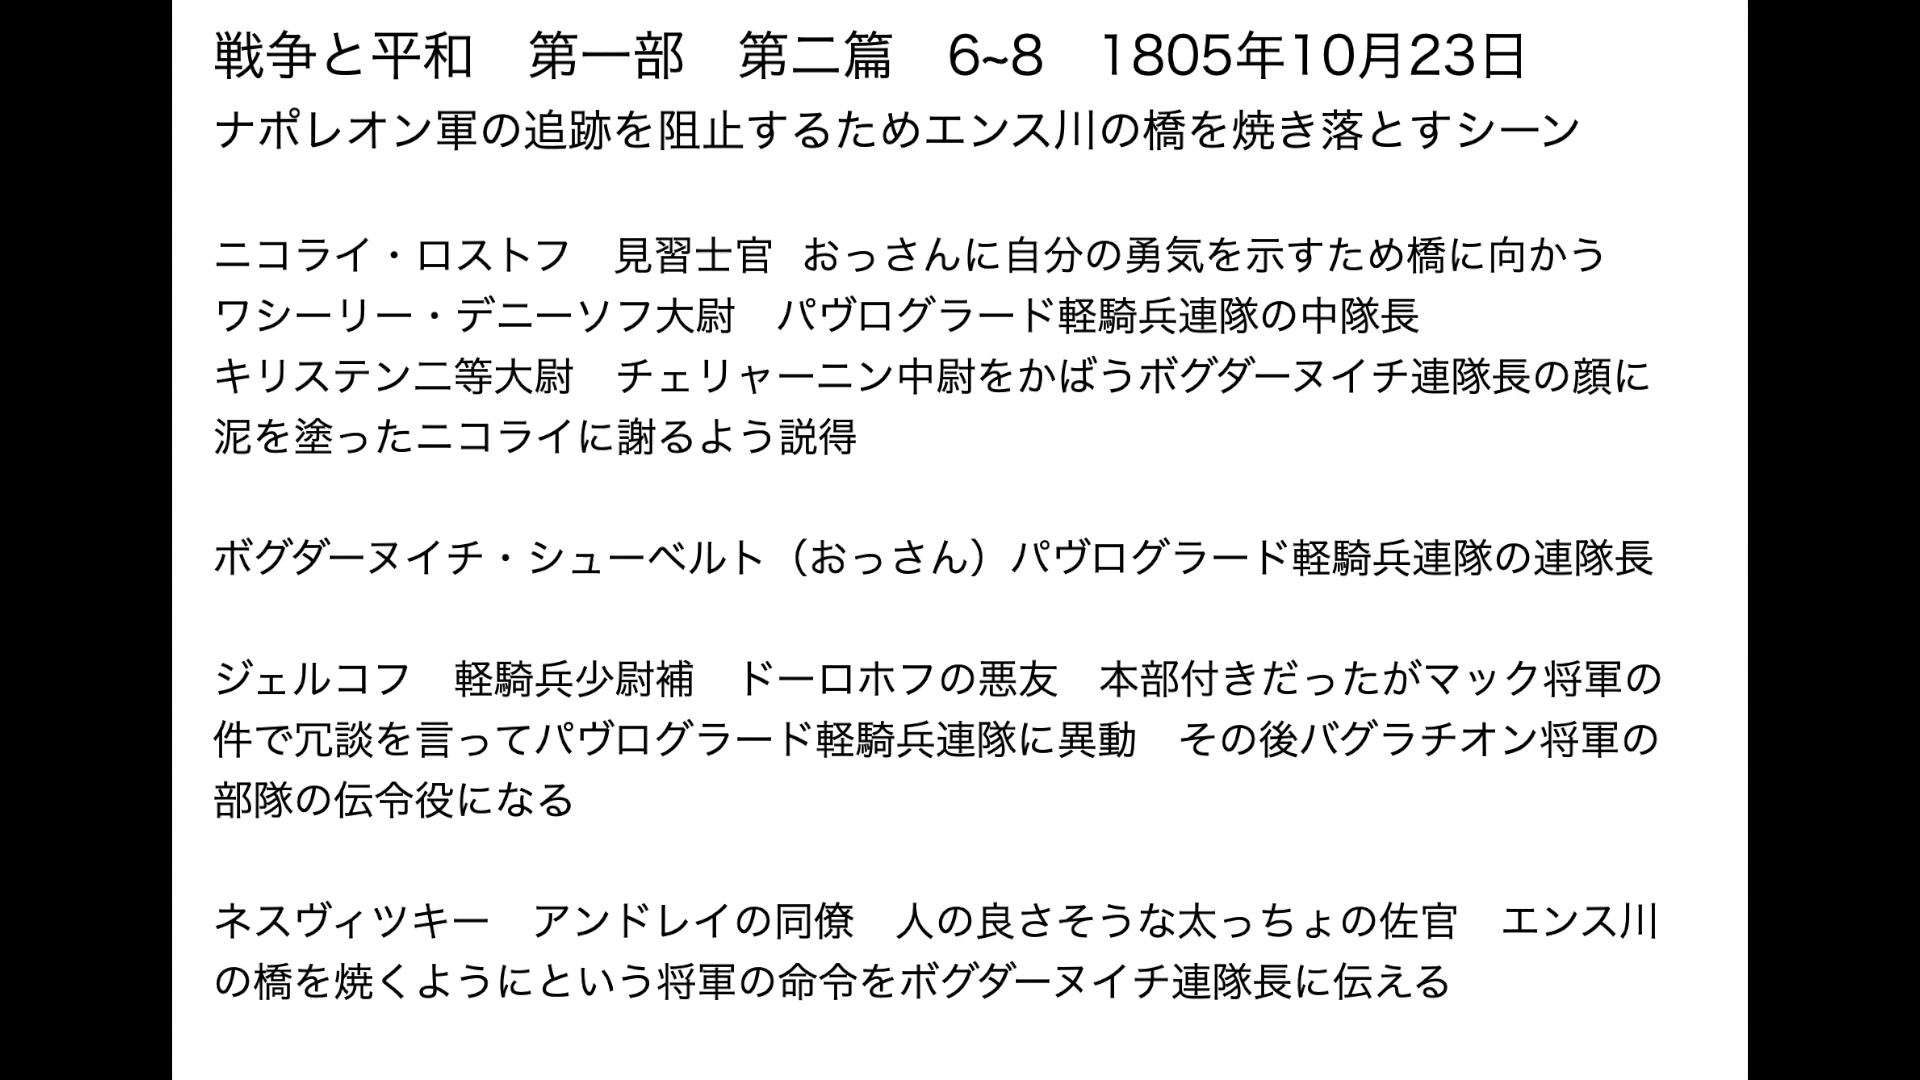 戦争と平和　第一部　第二篇　6~8　1805年10月23日
ナポレオン軍の追跡を阻止するためエンス川の橋を焼き落とすシーン
ニコライ・ロストフ　見習士官 おっさんに自分の勇気を示すため橋に向かう
ワシーリー・デニーソフ大尉　パヴログラード軽騎兵連隊の中隊長
キリステン二等大尉　チェリャーニン中尉をかばうボグダーヌイチ連隊長の顔に
泥を塗ったニコライに謝るよう説得
ボグダーヌイチ・シューベルト（おっさん）パヴログラード軽騎兵連隊の連隊長
ジェルコフ　軽騎兵少尉補　ドーロホフの悪友　本部付きだったがマック将軍の
件で冗談を言ってパヴログラード軽騎兵連隊に異動　その後バグラチオン将軍の
部隊の伝令役になる
ネスヴィツキー　アンドレイの同僚　人の良さそうな太っちょの佐官　エンス川
の橋を焼くようにという将軍の命令をボグダーヌイチ連隊長に伝える